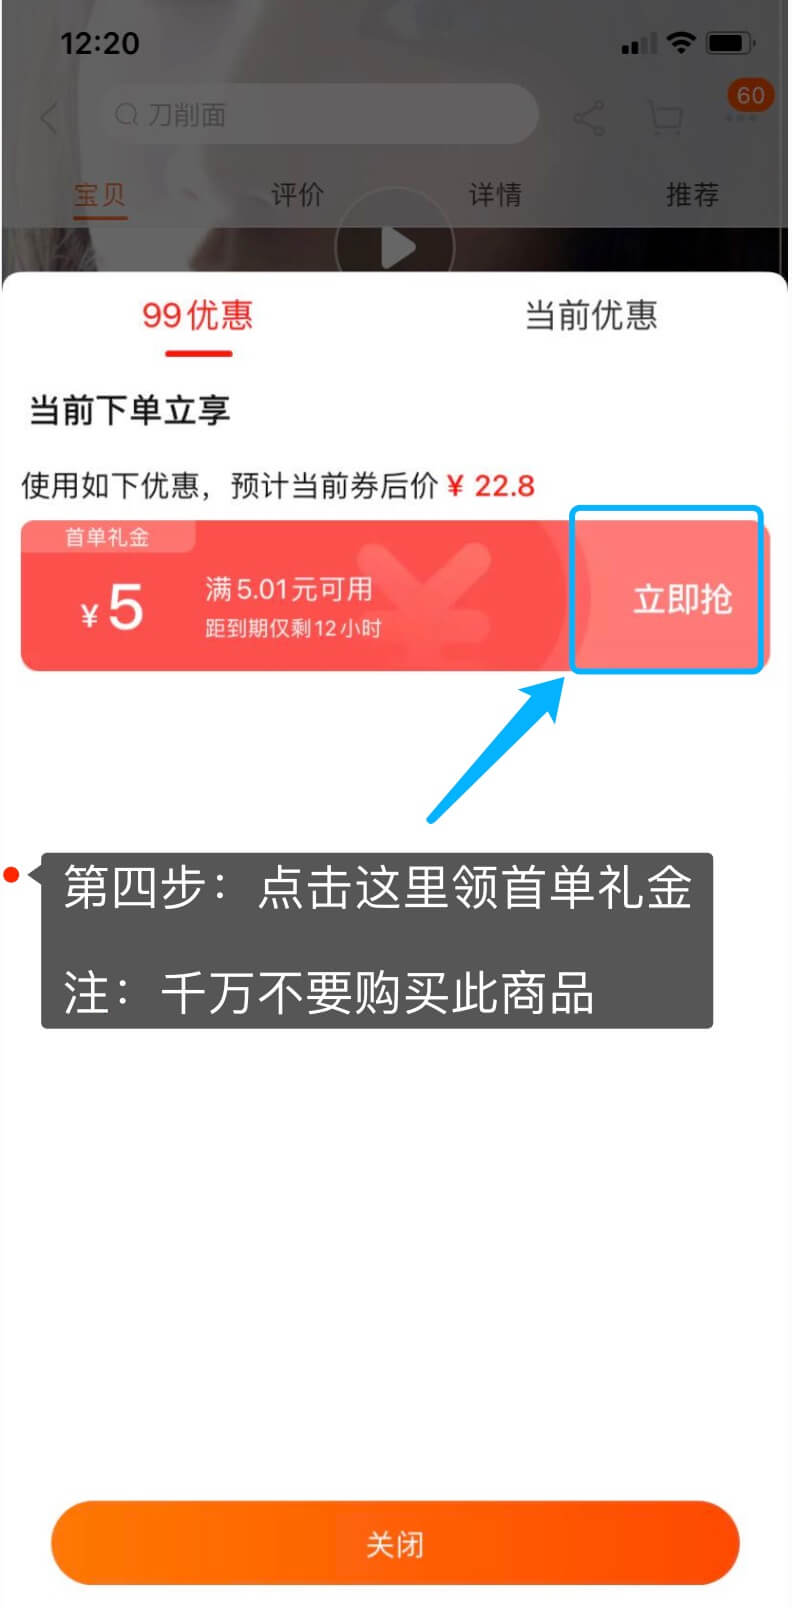 12:20
刀削面
60
宝贝 评价 详情 推荐
99优惠 当前优惠
当前下单立享
使用如下优惠，预计当前券后价 ¥ 22.8
首单礼金
¥5
满5.01元可用
距到期仅剩12小时
立即抢
第四步：点击这里领首单礼金
注：千万不要购买此商品
关闭